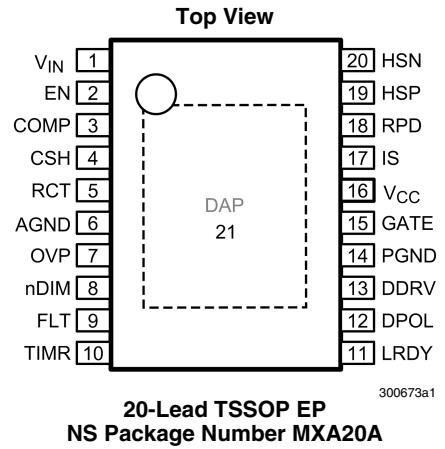 Top View
V_IN 1 20 HSN
EN 2 19 HSP
COMP 3 18 RPD
CSH 4 17 IS
RCT 5 16 V_CC
AGND 6 15 GATE
OVP 7 14 PGND
nDIM 8 13 DDRV
FLT 9 12 DPOL
TIMR 10 11 LRDY
DAP
21
300673a1
20-Lead TSSOP EP
NS Package Number MXA20A